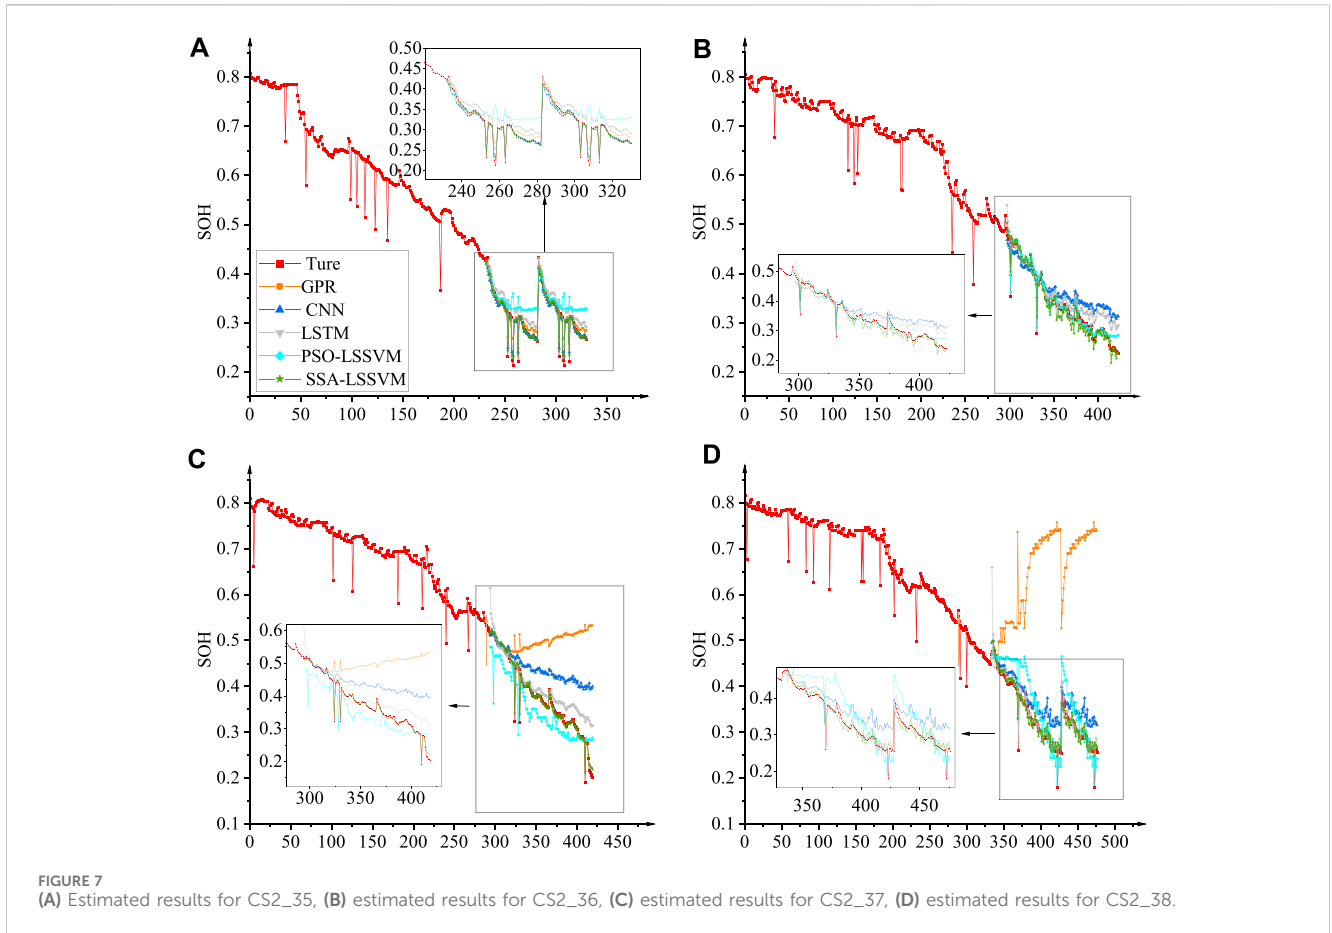 A
0.8
0.7
0.6
0.5
0.4
0.3
0.2
SOH
0 50 100 150 200 250 300 350
0.50
0.45
0.40
0.35
0.30
0.25
0.20
240 260 280 300 320
Ture
GPR
CNN
LSTM
PSO-LSSVM
SSA-LSSVM
B
0.8
0.7
0.6
0.5
0.4
0.3
0.2
SOH
0 50 100 150 200 250 300 350 400
0.5
0.4
0.3
0.2
300 350 400
C
0.8
0.7
0.6
0.5
0.4
0.3
0.2
0.1
SOH
0 50 100 150 200 250 300 350 400 450
0.6
0.5
0.4
0.3
0.2
300 350 400
D
0.8
0.7
0.6
0.5
0.4
0.3
0.2
0.1
SOH
0 50 100 150 200 250 300 350 400 450 500
0.4
0.3
0.2
350 400 450
FIGURE 7
(A) Estimated results for CS2_35, (B) estimated results for CS2_36, (C) estimated results for CS2_37, (D) estimated results for CS2_38.